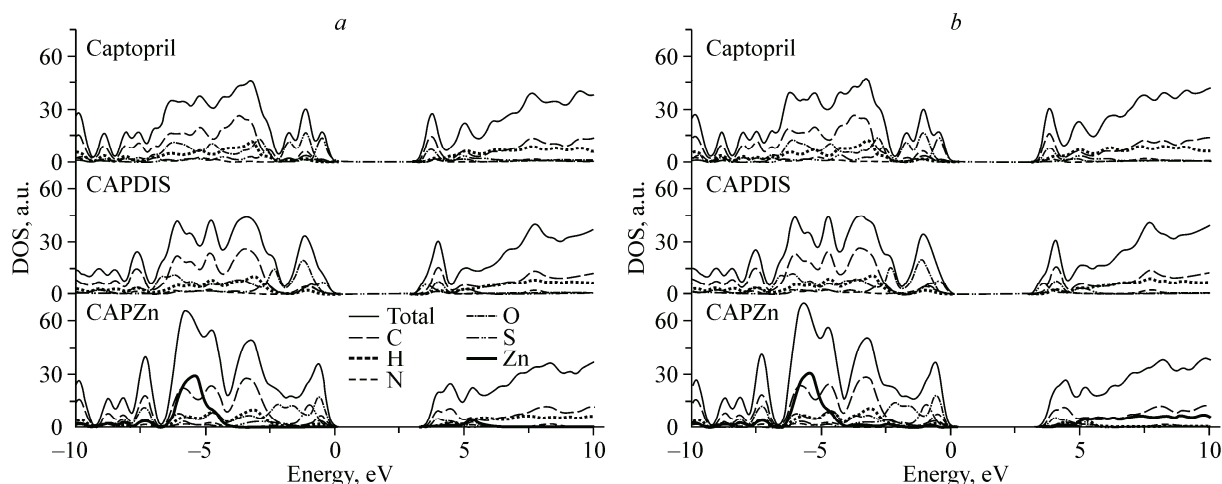 a
Captopril
60
30
0
CAPDIS
60
30
0
CAPZn
60
30
0
DOS, a.u.
Total
C
H
N
O
S
Zn
–10
–5
0
5
10
Energy, eV
b
Captopril
60
30
0
CAPDIS
60
30
0
CAPZn
60
30
0
DOS, a.u.
–10
–5
0
5
10
Energy, eV